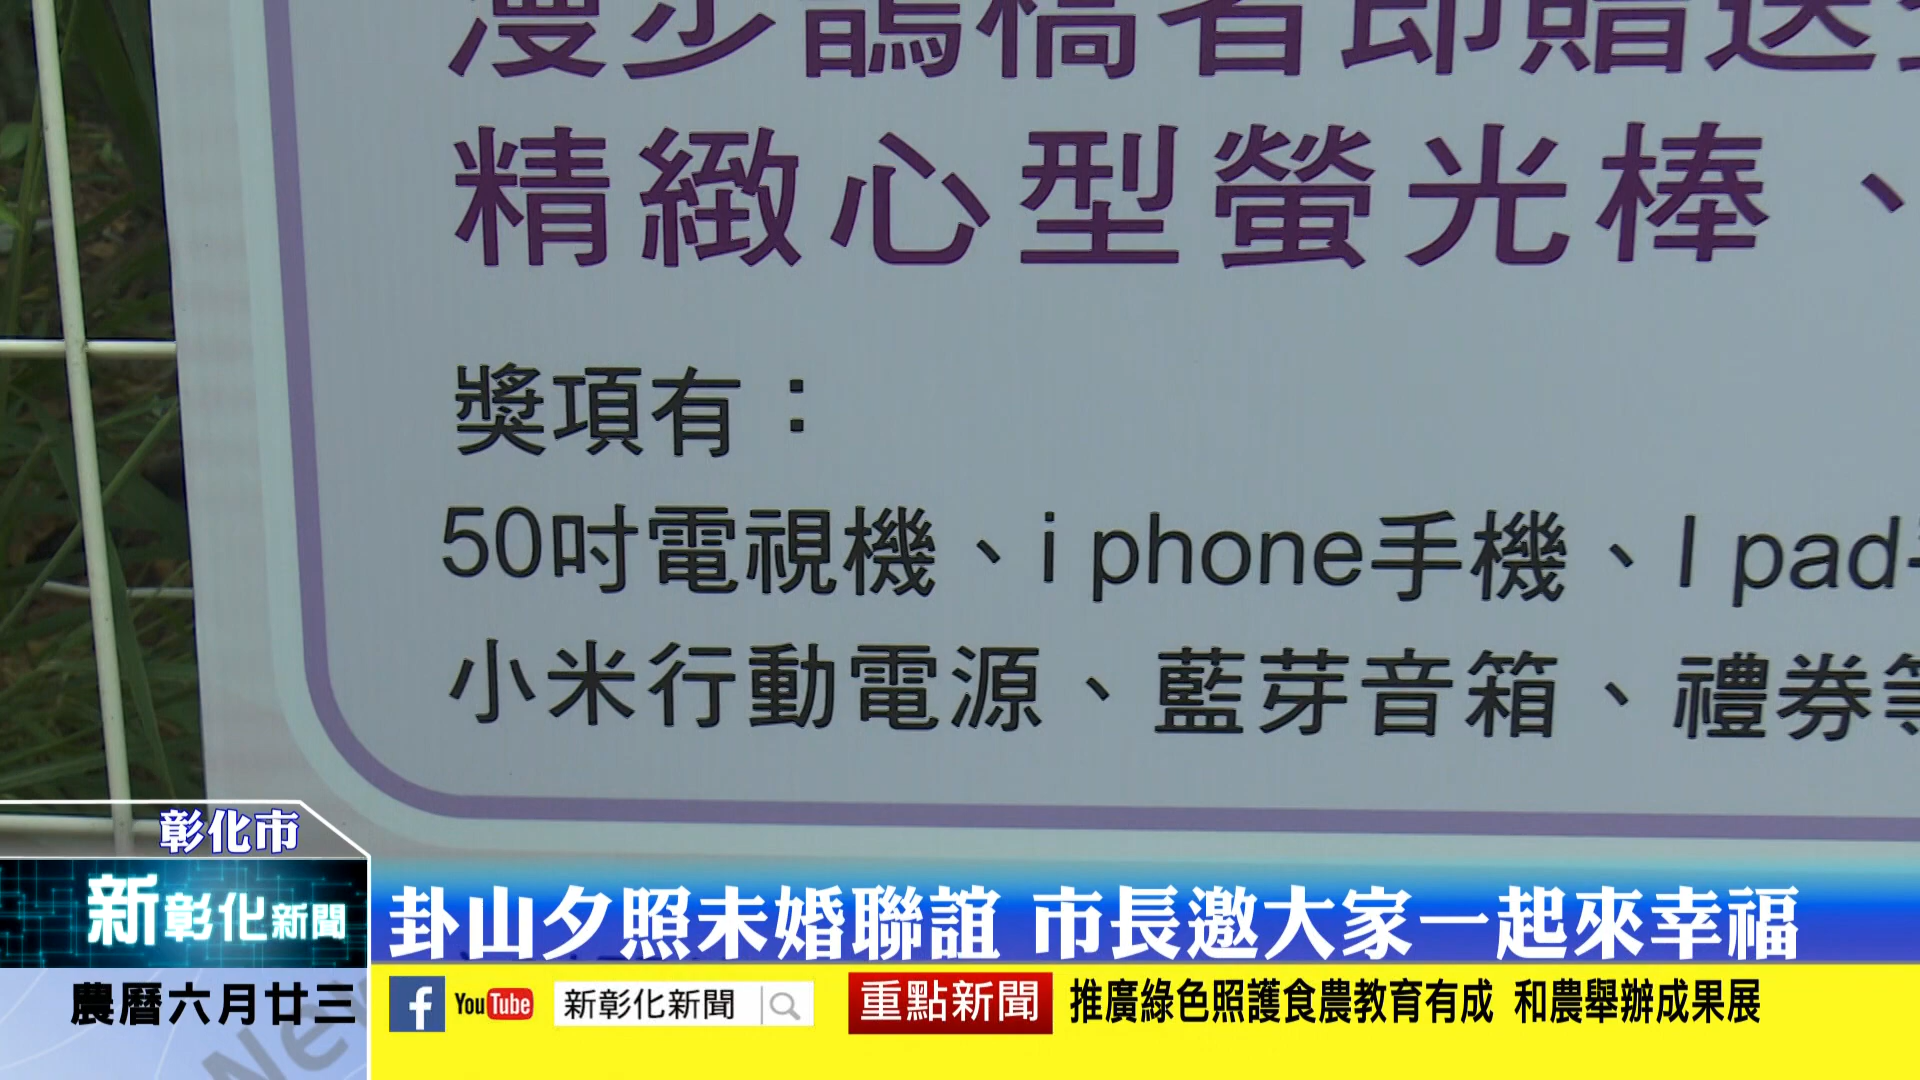 漫步鵲橋者即贈送
精緻心型螢光棒、
獎項有：
50吋電視機、i phone手機、I pad
小米行動電源、藍芽音箱、禮券等
彰化市
新彰化新聞
卦山夕照未婚聯誼 市長邀大家一起來幸福
農曆六月廿三
YouTube 新彰化新聞 重點新聞 推廣綠色照護食農教育有成 和農舉辦成果展